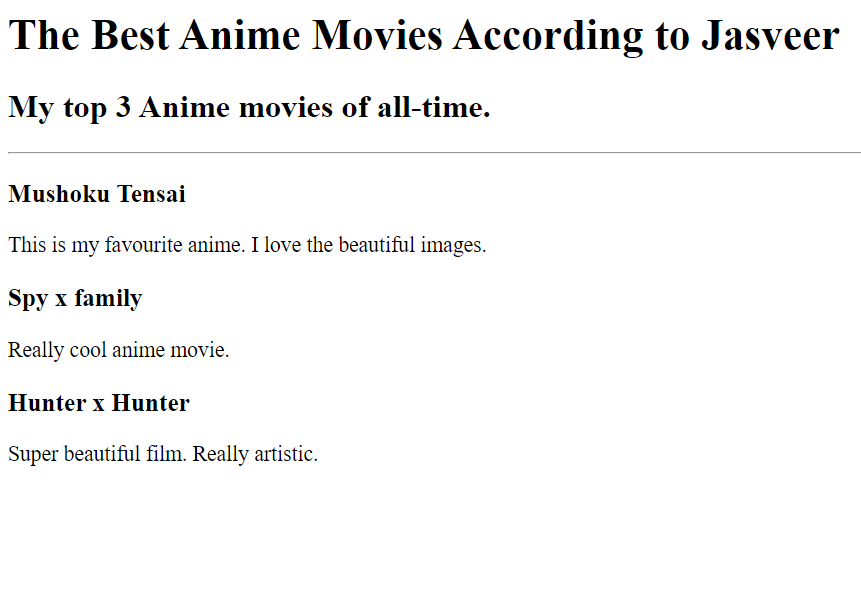 The Best Anime Movies According to Jasveer
My top 3 Anime movies of all-time.
Mushoku Tensai
This is my favourite anime. I love the beautiful images.
Spy x family
Really cool anime movie.
Hunter x Hunter
Super beautiful film. Really artistic.